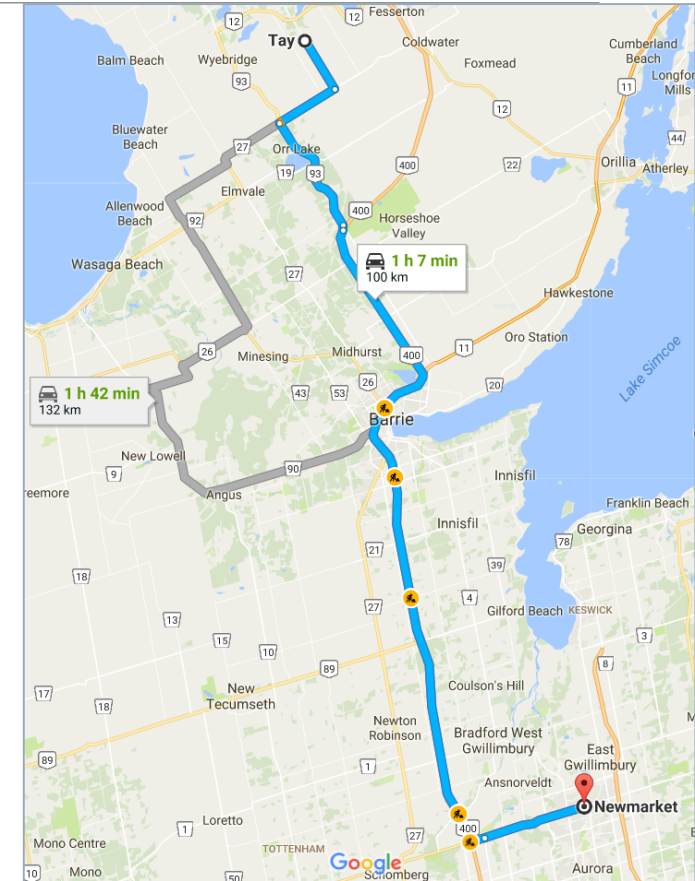 12
12
Fesserton
Tay
Coldwater
Cumberland
Beach
Balm Beach
Wyebridge
Foxmead
93
11
12
Longfor
Mills
Bluewater
Beach
27
44
Orr Lake
19
93
400
22
Orillia
Atherley
Elmvale
Allenwood
Beach
92
400
Horseshoe
Valley
Wasaga Beach
1 h 7 min
100 km
27
Hawkestone
Oro Station
26
Minesing
Midhurst
400
11
Lake Simcoe
1 h 42 min
132 km
43
53
26
20
Barrie
New Lowell
90
9
Innisfil
reemore
Angus
Franklin Beach
Innisfil
Georgina
78
21
39
18
27
4
Gilford Beach
KESWICK
13
15
10
3
89
8
17
18
New
Tecumseth
Coulson's Hill
Newton
Robinson
Bradford West
Gwillimbury
East
Gwillimbury
89
1
Ansnorveldt
Newmarket
Loretto
1
27
400
Mono Centre
TOTTENHAM
Google
Schomberg
10
Mono
50
Aurora
M